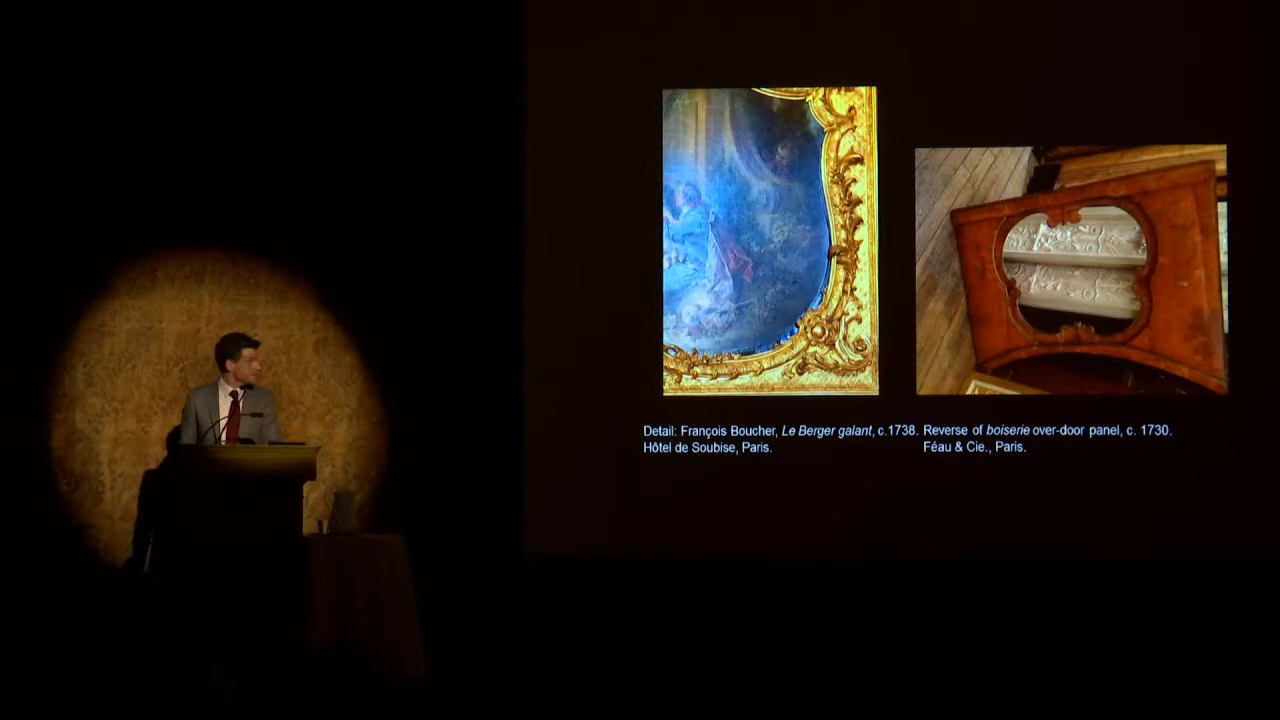 Detail: François Boucher, Le Berger galant, c.1738.
Hôtel de Soubise, Paris.
Reverse of boiserie over-door panel, c. 1730.
Féau & Cie., Paris.